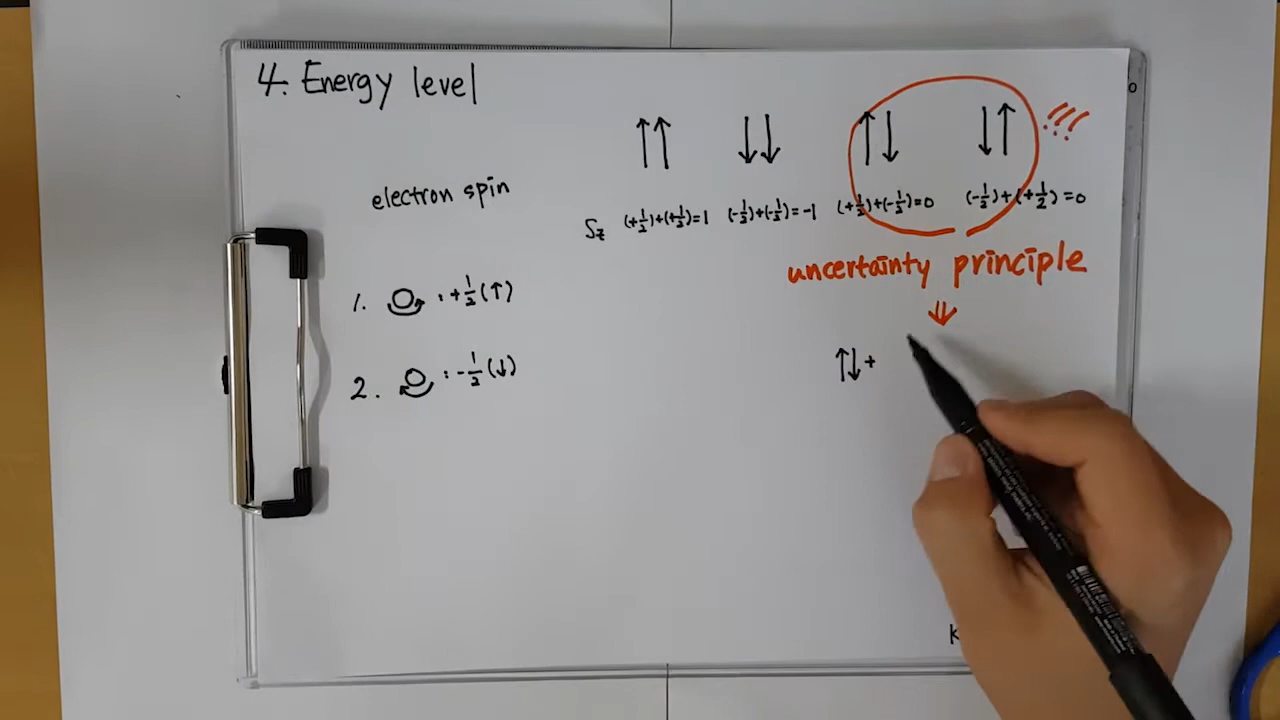 4. Energy level
↑↑ ↓↓ ↑↓ ↓↑
electron spin
Sz (+1/2)+(+1/2)=1 (-1/2)+(-1/2)=-1 (+1/2)+(-1/2)=0 (-1/2)+(+1/2)=0
uncertainty principle
⇓
1. : +1/2 (↑)
↑↓+
2. : -1/2 (↓)
K